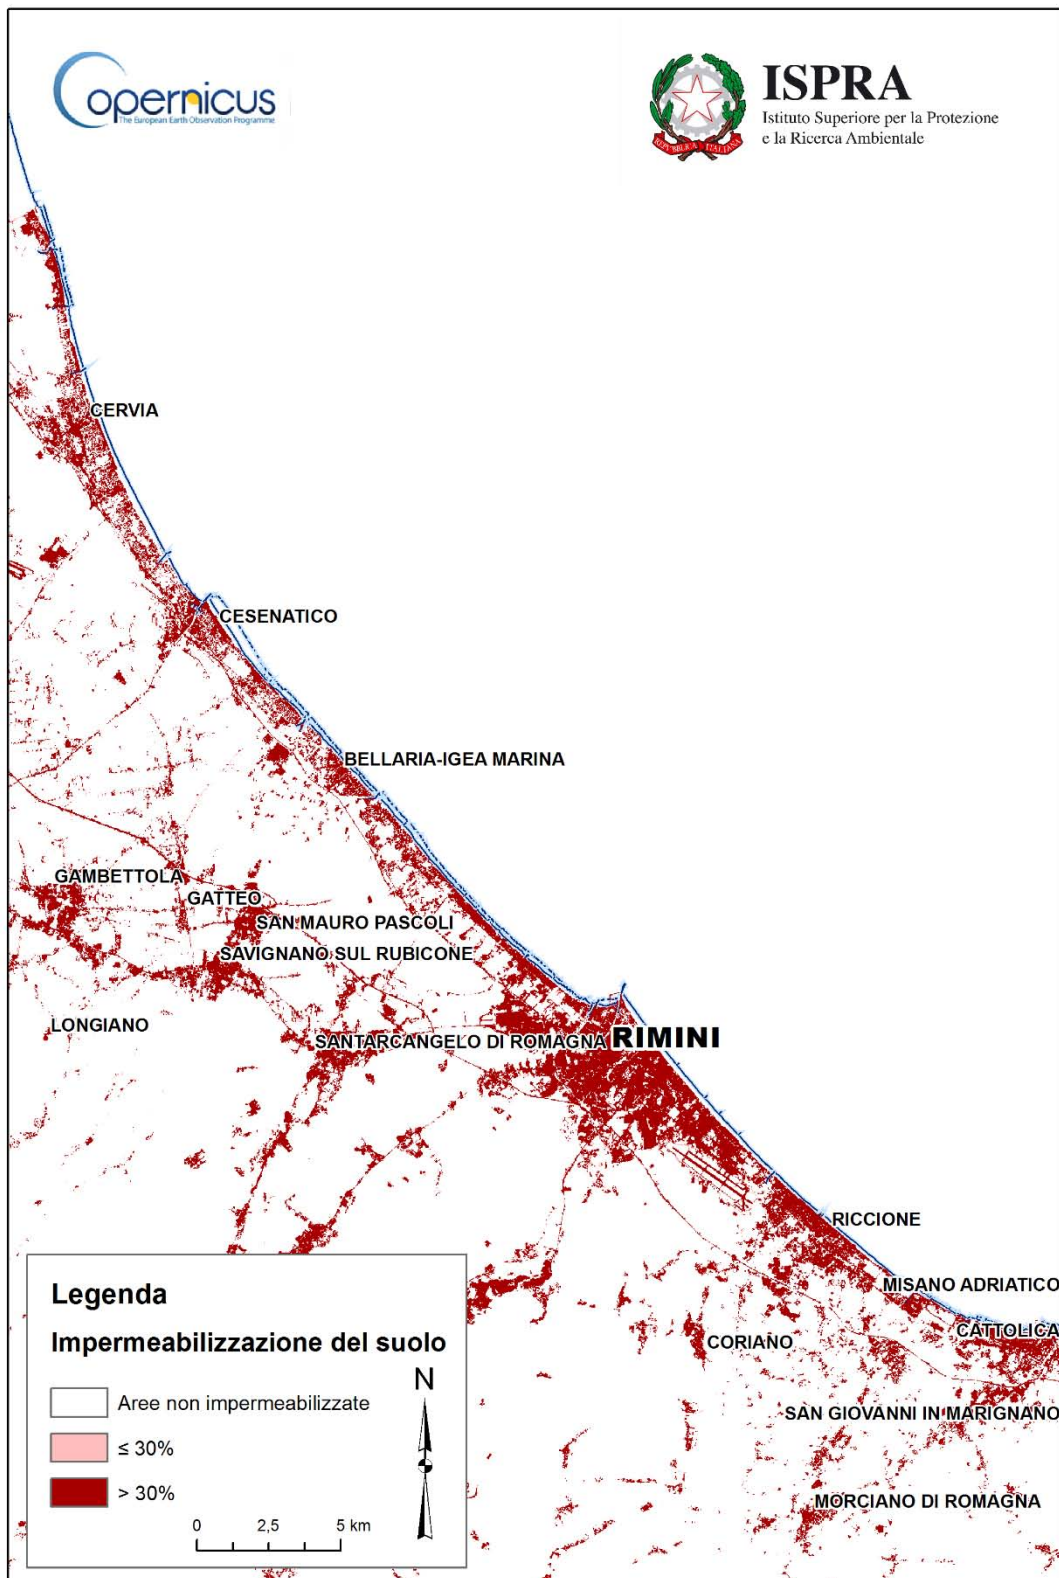 Copernicus
The European Earth Observation Programme
REPVBBLICA ITALIANA
ISPRA
Istituto Superiore per la Protezione
e la Ricerca Ambientale
CERVIA
CESENATICO
BELLARIA-IGEA MARINA
GAMBETTOLA
GATTEO
SAN MAURO PASCOLI
SAVIGNANO SUL RUBICONE
LONGIANO
SANTARCANGELO DI ROMAGNA
RIMINI
RICCIONE
MISANO ADRIATICO
CATTOLICA
CORIANO
SAN GIOVANNI IN MARIGNANO
MORCIANO DI ROMAGNA
Legenda
Impermeabilizzazione del suolo
Aree non impermeabilizzate
≤ 30%
> 30%
N
0 2,5 5 km